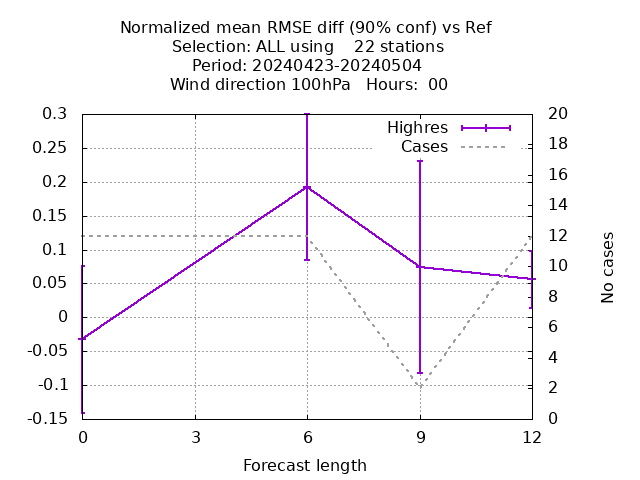 Normalized mean RMSE diff (90% conf) vs Ref
Selection: ALL using    22 stations
Period: 20240423-20240504
Wind direction 100hPa   Hours:  00
Highres
Cases
0.3
0.25
0.2
0.15
0.1
0.05
0
-0.05
-0.1
-0.15
20
18
16
14
12
10
8
6
4
2
0
No cases
0 3 6 9 12
Forecast length